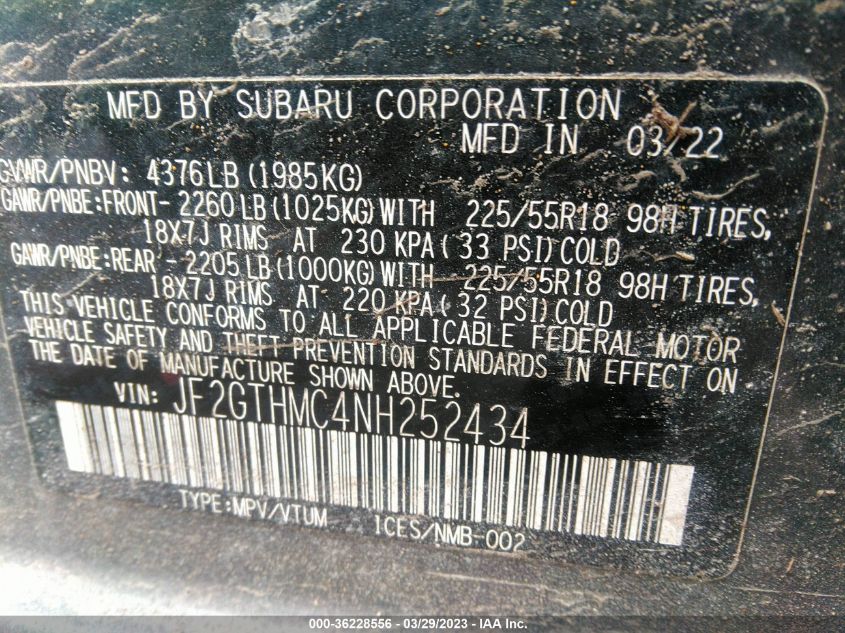 MFD BY SUBARU CORPORATION
MFD IN 03/22
GVWR/PNBV: 4376LB (1985KG)
GAWR/PNBE:FRONT- 2260LB (1025KG) WITH 225/55R18 98H TIRES,
18X7J RIMS AT 230 KPA ( 33 PSI) COLD
GAWR/PNBE:REAR - 2205LB (1000KG) WITH 225/55R18 98H TIRES,
18X7J RIMS AT 220 KPA ( 32 PSI) COLD
THIS VEHICLE CONFORMS TO ALL APPLICABLE FEDERAL MOTOR
VEHICLE SAFETY AND THEFT PREVENTION STANDARDS IN EFFECT ON
THE DATE OF MANUFACTURE SHOWN ABOVE.
VIN: JF2GTHMC4NH252434
TYPE:MPV/VTUM ICES/NMB-002
000-36228556 - 03/29/2023 - IAA Inc.